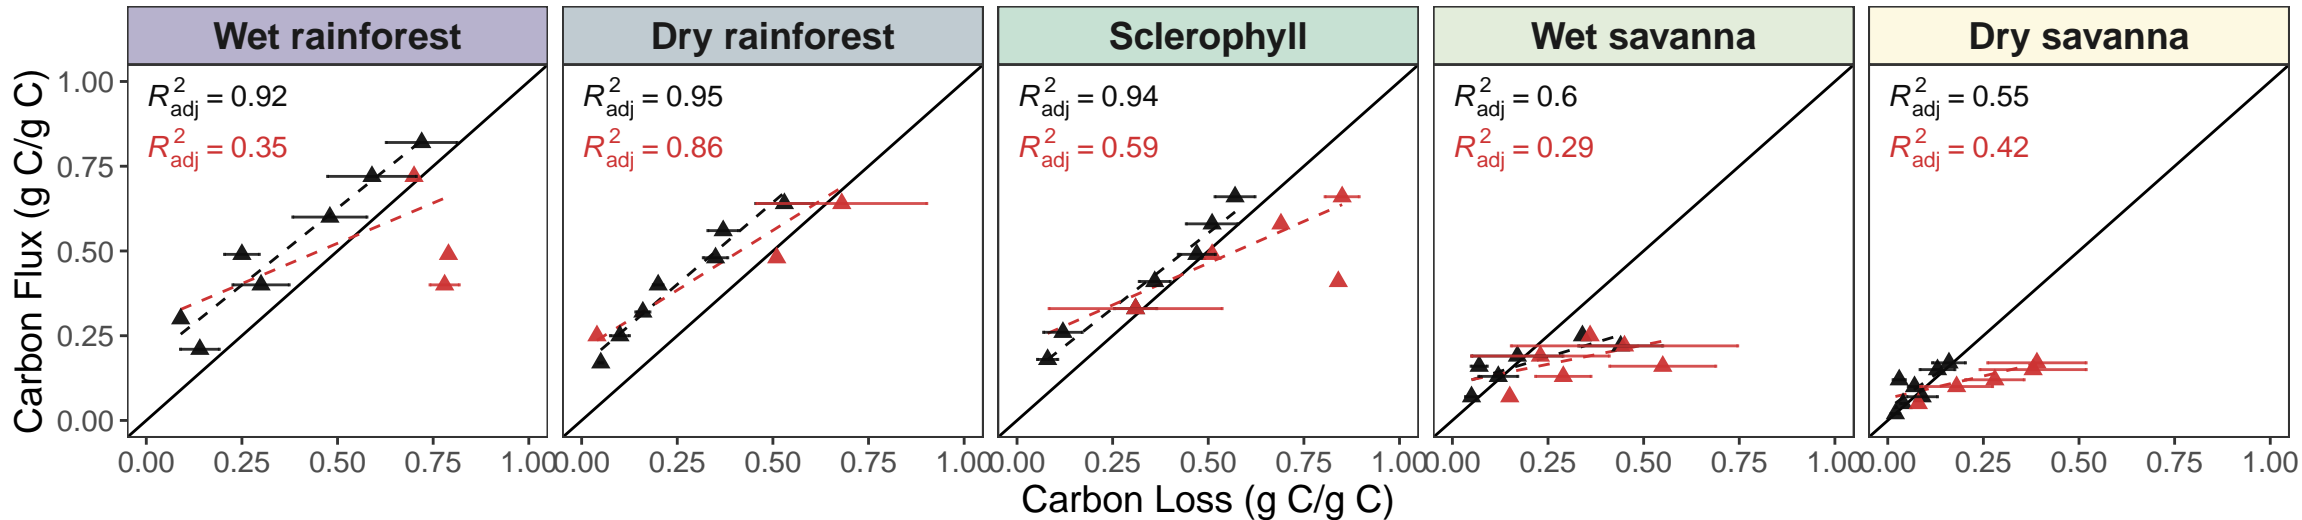 Wet rainforest Dry rainforest Sclerophyll Wet savanna Dry savanna
R²adj = 0.92 R²adj = 0.95 R²adj = 0.94 R²adj = 0.6 R²adj = 0.55
R²adj = 0.35 R²adj = 0.86 R²adj = 0.59 R²adj = 0.29 R²adj = 0.42
Carbon Flux (g C/g C)
1.00
0.75
0.50
0.25
0.00
0.00 0.25 0.50 0.75 1.00 0.00 0.25 0.50 0.75 1.00 0.00 0.25 0.50 0.75 1.00 0.00 0.25 0.50 0.75 1.00 0.00 0.25 0.50 0.75 1.00
Carbon Loss (g C/g C)